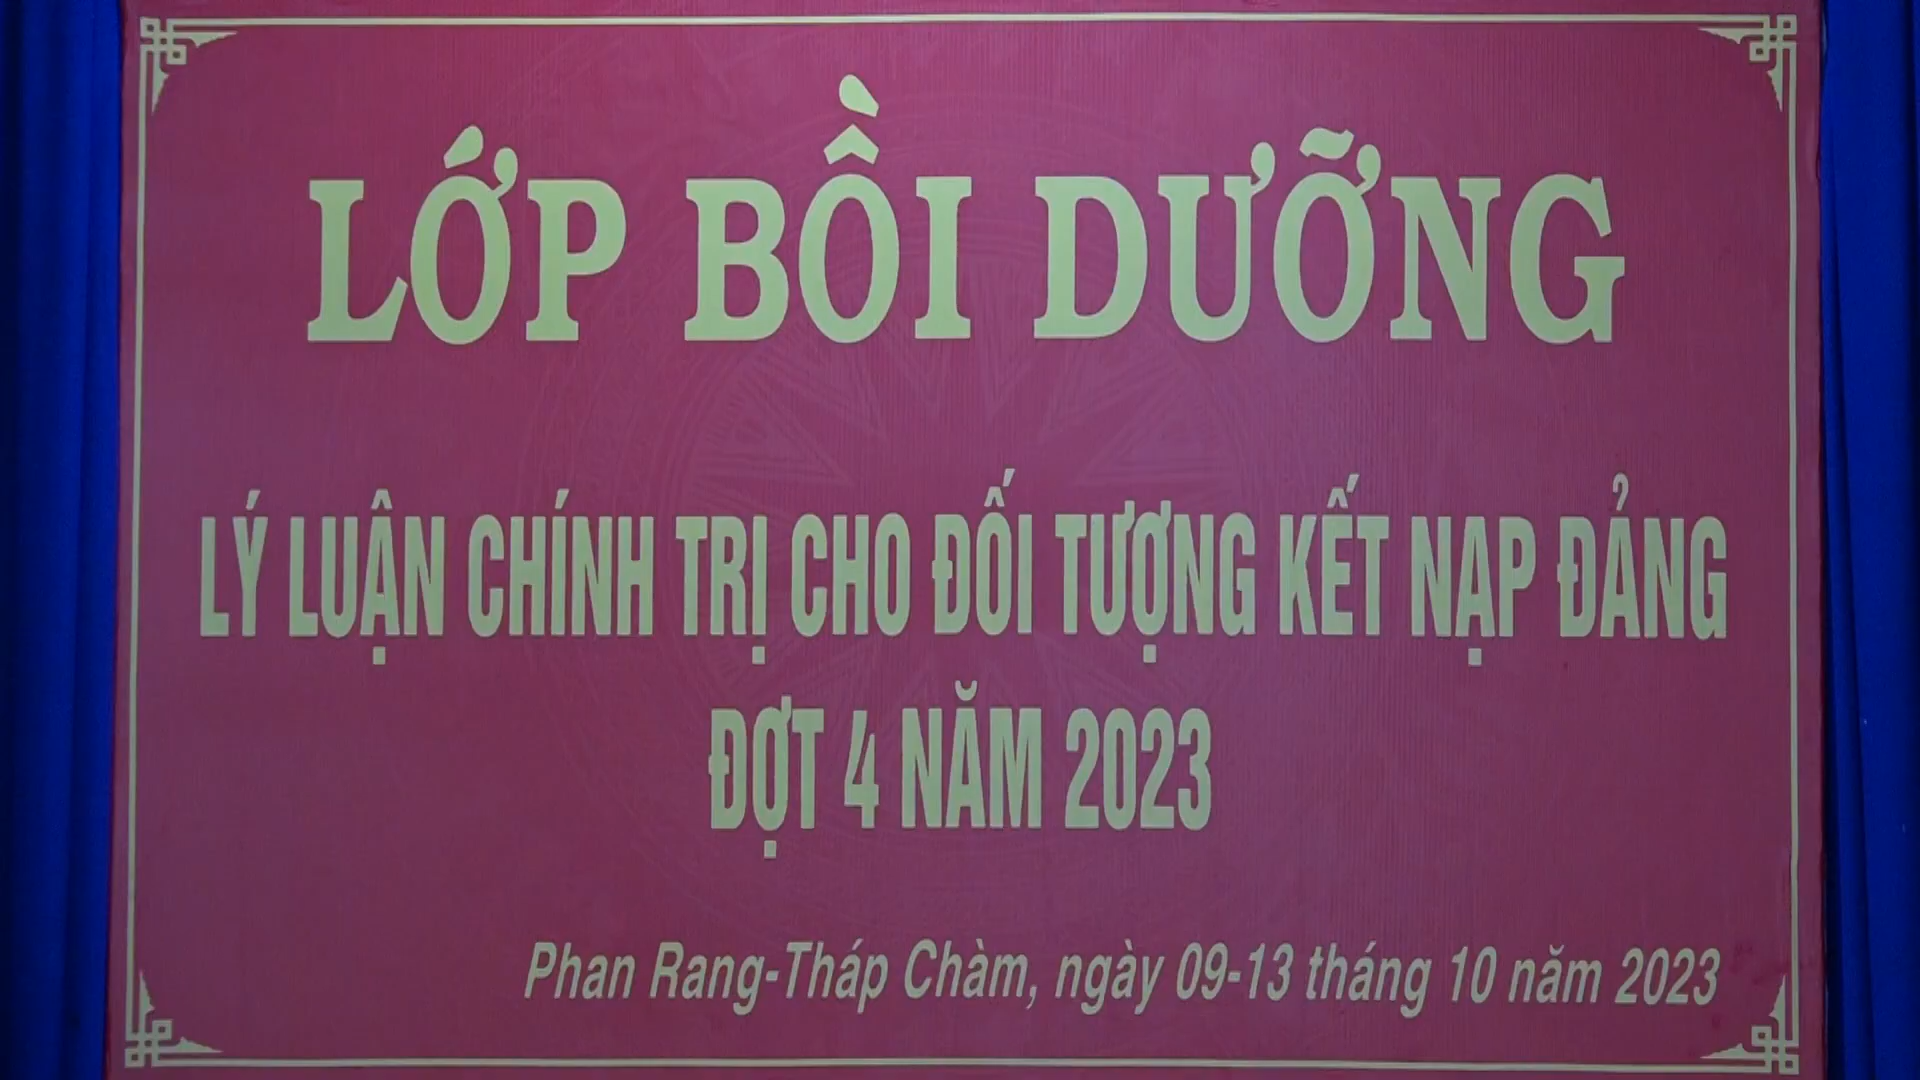 LỚP BỒI DƯỠNG
LÝ LUẬN CHÍNH TRỊ CHO ĐỐI TƯỢNG KẾT NẠP ĐẢNG
ĐỢT 4 NĂM 2023
Phan Rang-Tháp Chàm, ngày 09-13 tháng 10 năm 2023